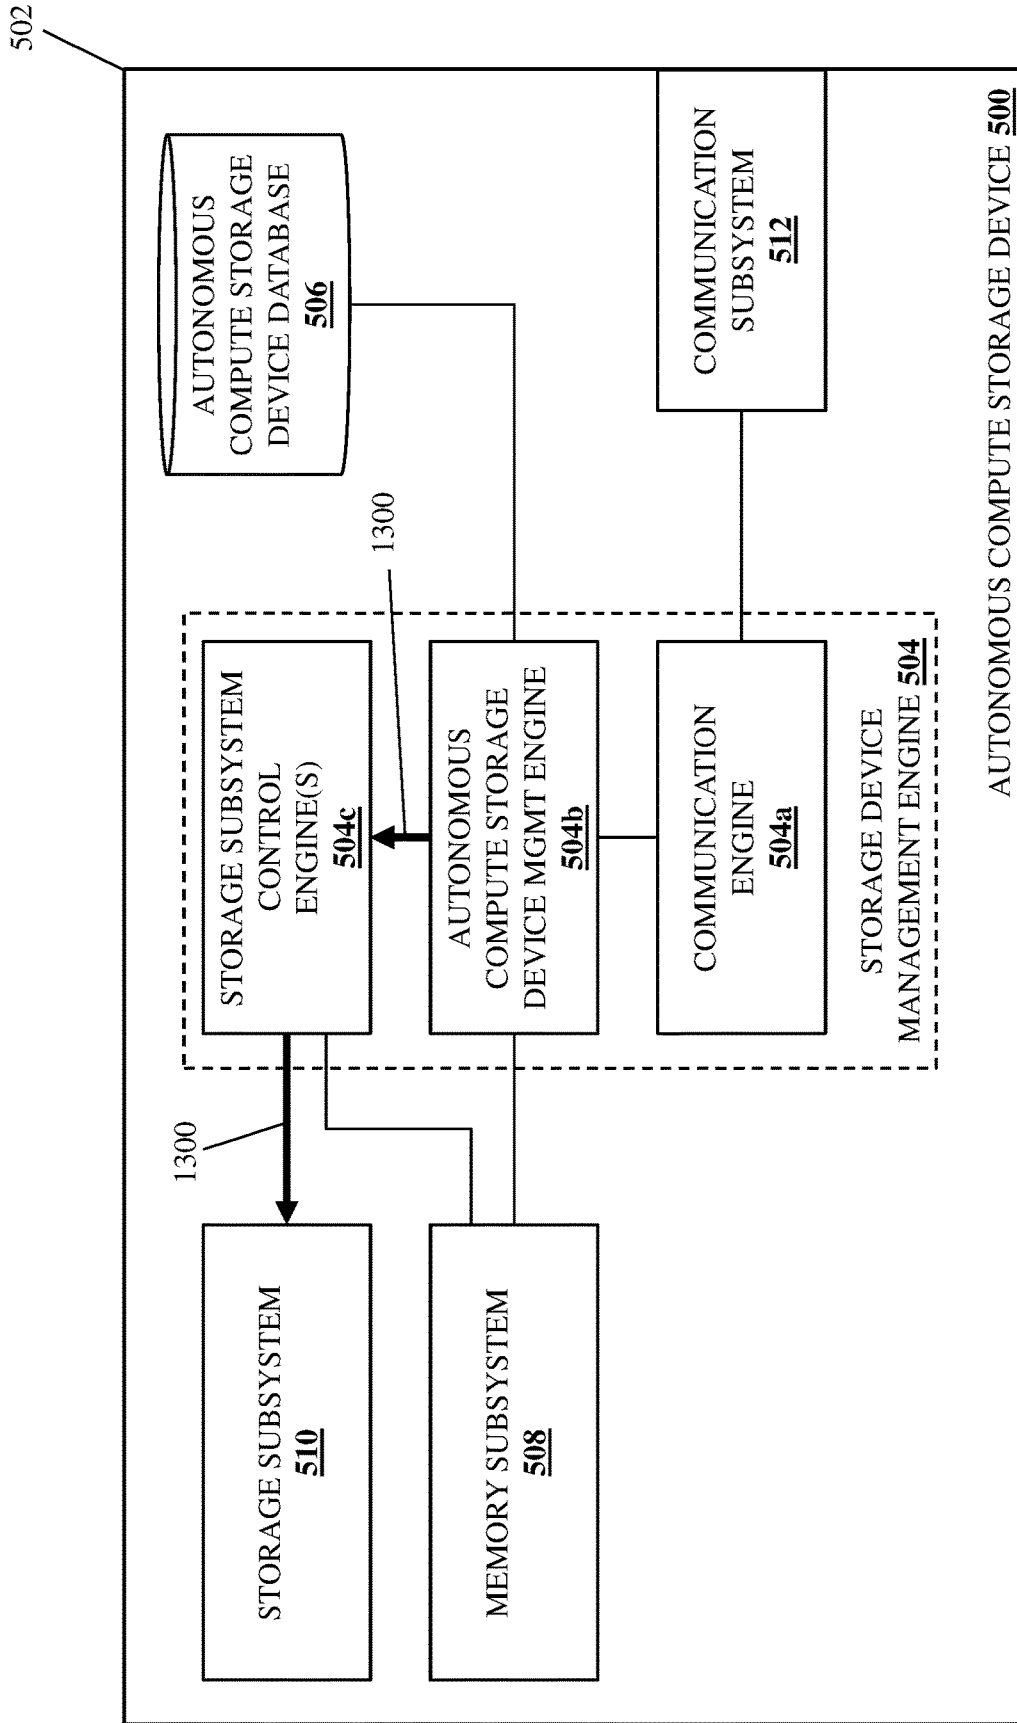 502
AUTONOMOUS
COMPUTE STORAGE
DEVICE DATABASE
506
COMMUNICATION
SUBSYSTEM
512
1300
STORAGE SUBSYSTEM
CONTROL
ENGINE(S)
504c
AUTONOMOUS
COMPUTE STORAGE
DEVICE MGMT ENGINE
504b
COMMUNICATION
ENGINE
504a
STORAGE DEVICE
MANAGEMENT ENGINE 504
1300
STORAGE SUBSYSTEM
510
MEMORY SUBSYSTEM
508
AUTONOMOUS COMPUTE STORAGE DEVICE 500